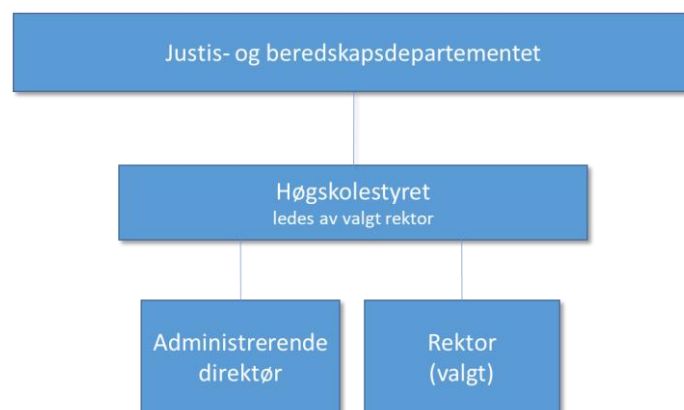 Justis- og beredskapsdepartementet
Høgskolestyret
ledes av valgt rektor
Administrerende
direktør
Rektor
(valgt)